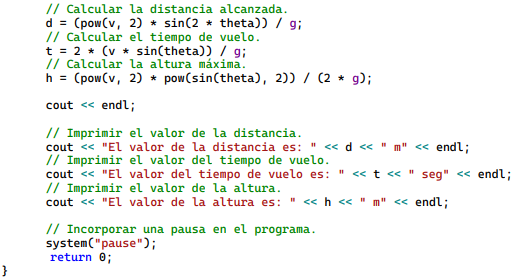 // Calcular la distancia alcanzada.
d = (pow(v, 2) * sin(2 * theta)) / g;
// Calcular el tiempo de vuelo.
t = 2 * (v * sin(theta)) / g;
// Calcular la altura máxima.
h = (pow(v, 2) * pow(sin(theta), 2)) / (2 * g);
cout << endl;
// Imprimir el valor de la distancia.
cout << "El valor de la distancia es: " << d << " m" << endl;
// Imprimir el valor del tiempo de vuelo.
cout << "El valor del tiempo de vuelo es: " << t << " seg" << endl;
// Imprimir el valor de la altura.
cout << "El valor de la altura es: " << h << " m" << endl;
// Incorporar una pausa en el programa.
system("pause");
return 0;
}